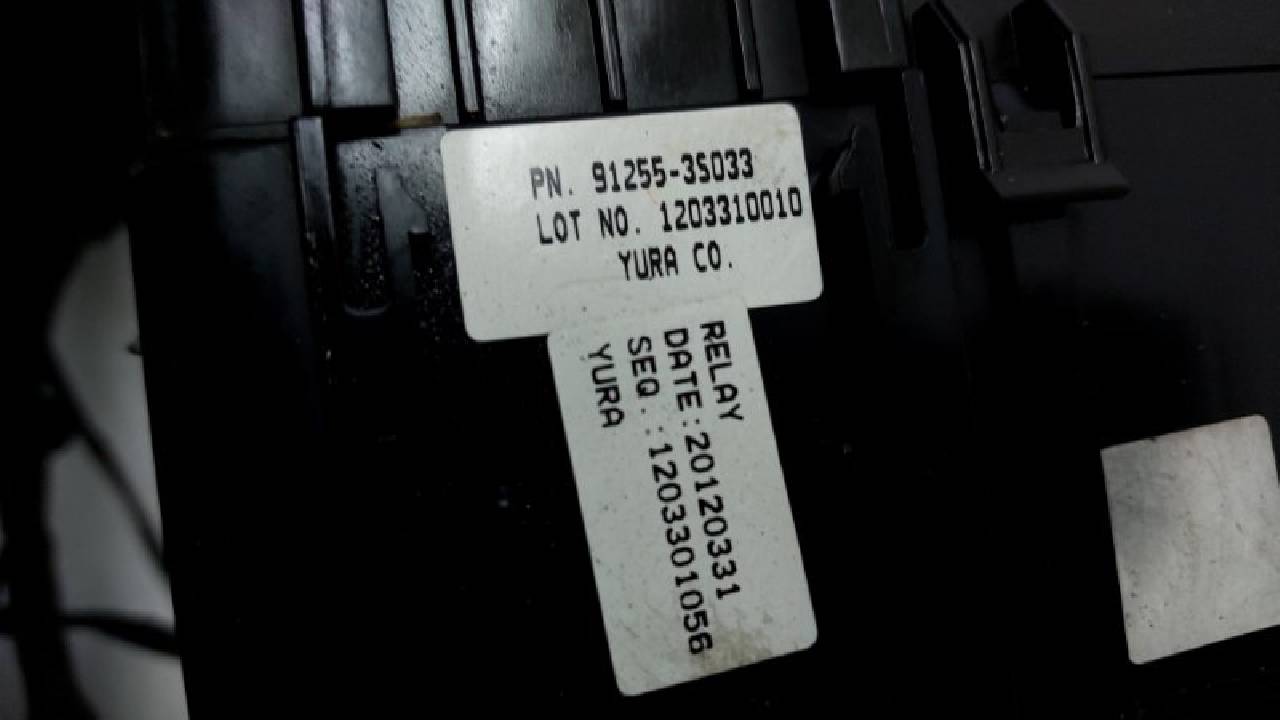 PN. 91255-3S033
LOT NO. 1203310010
YURA CO.
RELAY
DATE:20120331
SEQ.:1203301056
YURA